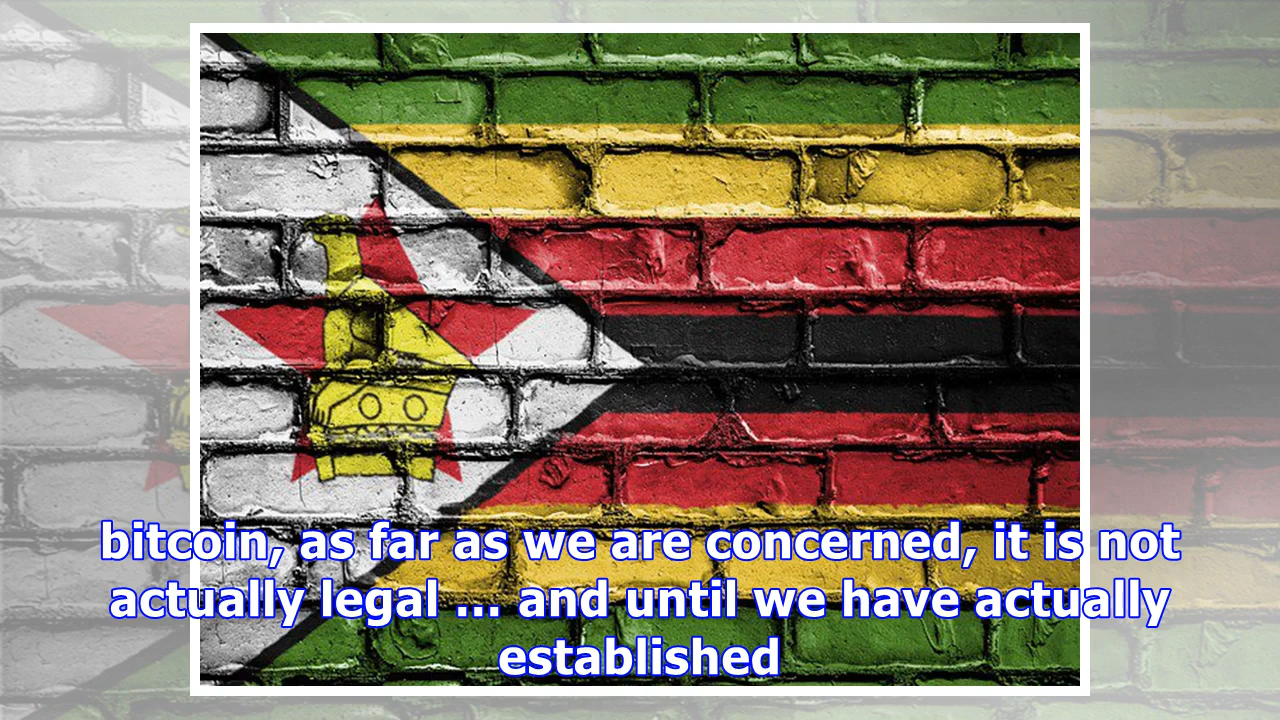 bitcoin, as far as we are concerned, it is not
actually legal ... and until we have actually
established